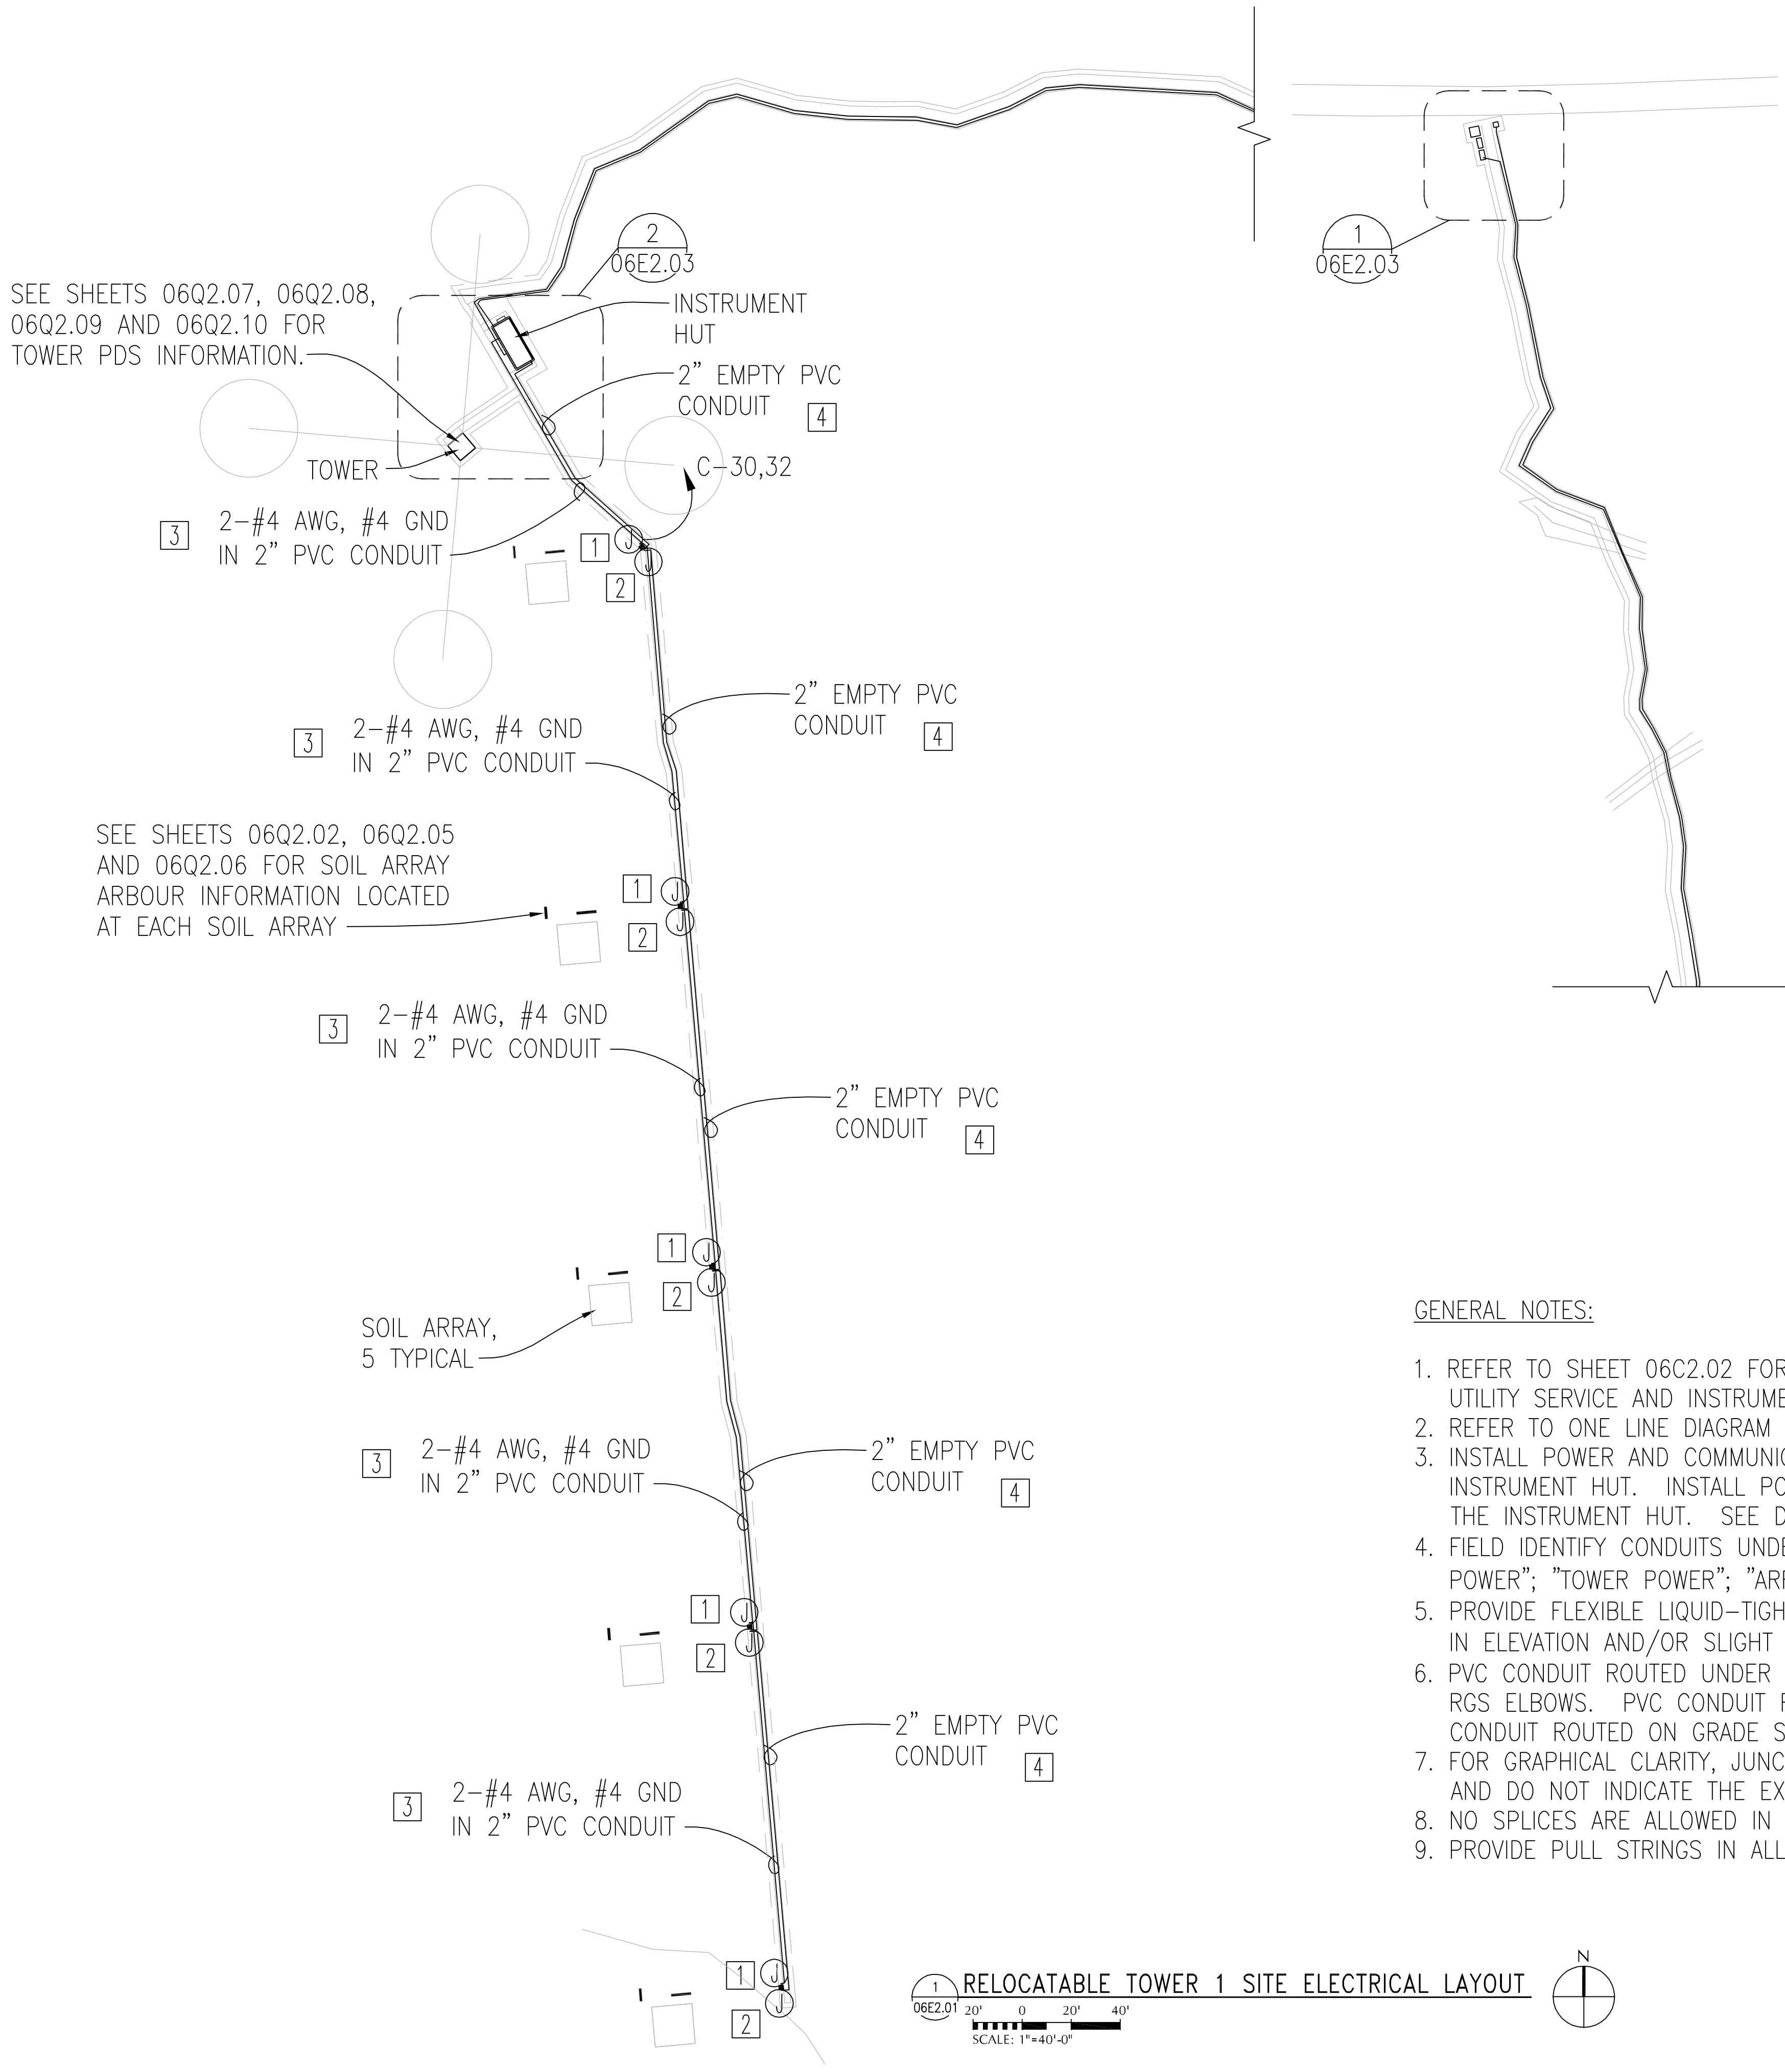 2
06E2.03
1
06E2.03
SEE SHEETS 06Q2.07, 06Q2.08,
06Q2.09 AND 06Q2.10 FOR
TOWER PDS INFORMATION.
INSTRUMENT
HUT
2" EMPTY PVC
CONDUIT 4
TOWER
C-30,32
3 2-#4 AWG, #4 GND
IN 2" PVC CONDUIT
1 J
2 J
2" EMPTY PVC
CONDUIT 4
3 2-#4 AWG, #4 GND
IN 2" PVC CONDUIT
SEE SHEETS 06Q2.02, 06Q2.05
AND 06Q2.06 FOR SOIL ARRAY
ARBOUR INFORMATION LOCATED
AT EACH SOIL ARRAY
1 J
2 J
3 2-#4 AWG, #4 GND
IN 2" PVC CONDUIT
2" EMPTY PVC
CONDUIT 4
1 J
2 J
SOIL ARRAY,
5 TYPICAL
3 2-#4 AWG, #4 GND
IN 2" PVC CONDUIT
2" EMPTY PVC
CONDUIT 4
1 J
2 J
2" EMPTY PVC
CONDUIT 4
3 2-#4 AWG, #4 GND
IN 2" PVC CONDUIT
1 J
2 J
GENERAL NOTES:
1. REFER TO SHEET 06C2.02 FOR
UTILITY SERVICE AND INSTRUME
2. REFER TO ONE LINE DIAGRAM
3. INSTALL POWER AND COMMUNIC
INSTRUMENT HUT. INSTALL PO
THE INSTRUMENT HUT. SEE D
4. FIELD IDENTIFY CONDUITS UNDE
POWER"; "TOWER POWER"; "ARR
5. PROVIDE FLEXIBLE LIQUID-TIGH
IN ELEVATION AND/OR SLIGHT
6. PVC CONDUIT ROUTED UNDER
RGS ELBOWS. PVC CONDUIT R
CONDUIT ROUTED ON GRADE S
7. FOR GRAPHICAL CLARITY, JUNC
AND DO NOT INDICATE THE EX
8. NO SPLICES ARE ALLOWED IN
9. PROVIDE PULL STRINGS IN ALL
1
06E2.01
RELOCATABLE TOWER 1 SITE ELECTRICAL LAYOUT
20' 0 20' 40'
SCALE: 1"=40'-0"
N